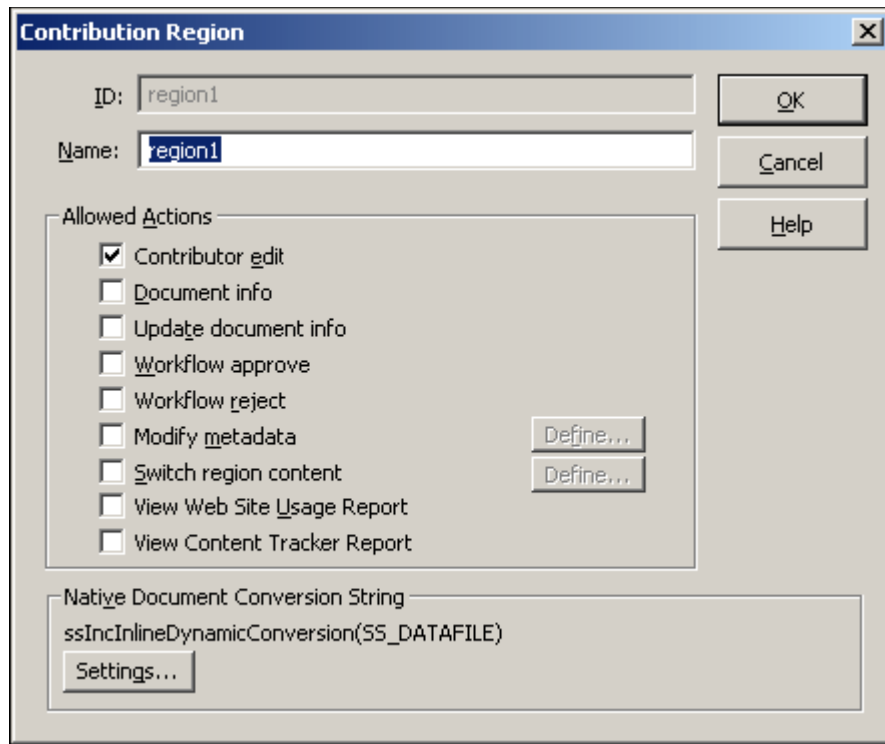 Contribution Region
ID: region1
OK
Name: region1
Cancel
Help
Allowed Actions
Contributor edit
Document info
Update document info
Workflow approve
Workflow reject
Modify metadata Define...
Switch region content Define...
View Web Site Usage Report
View Content Tracker Report
Native Document Conversion String
ssIncInlineDynamicConversion(SS_DATAFILE)
Settings...